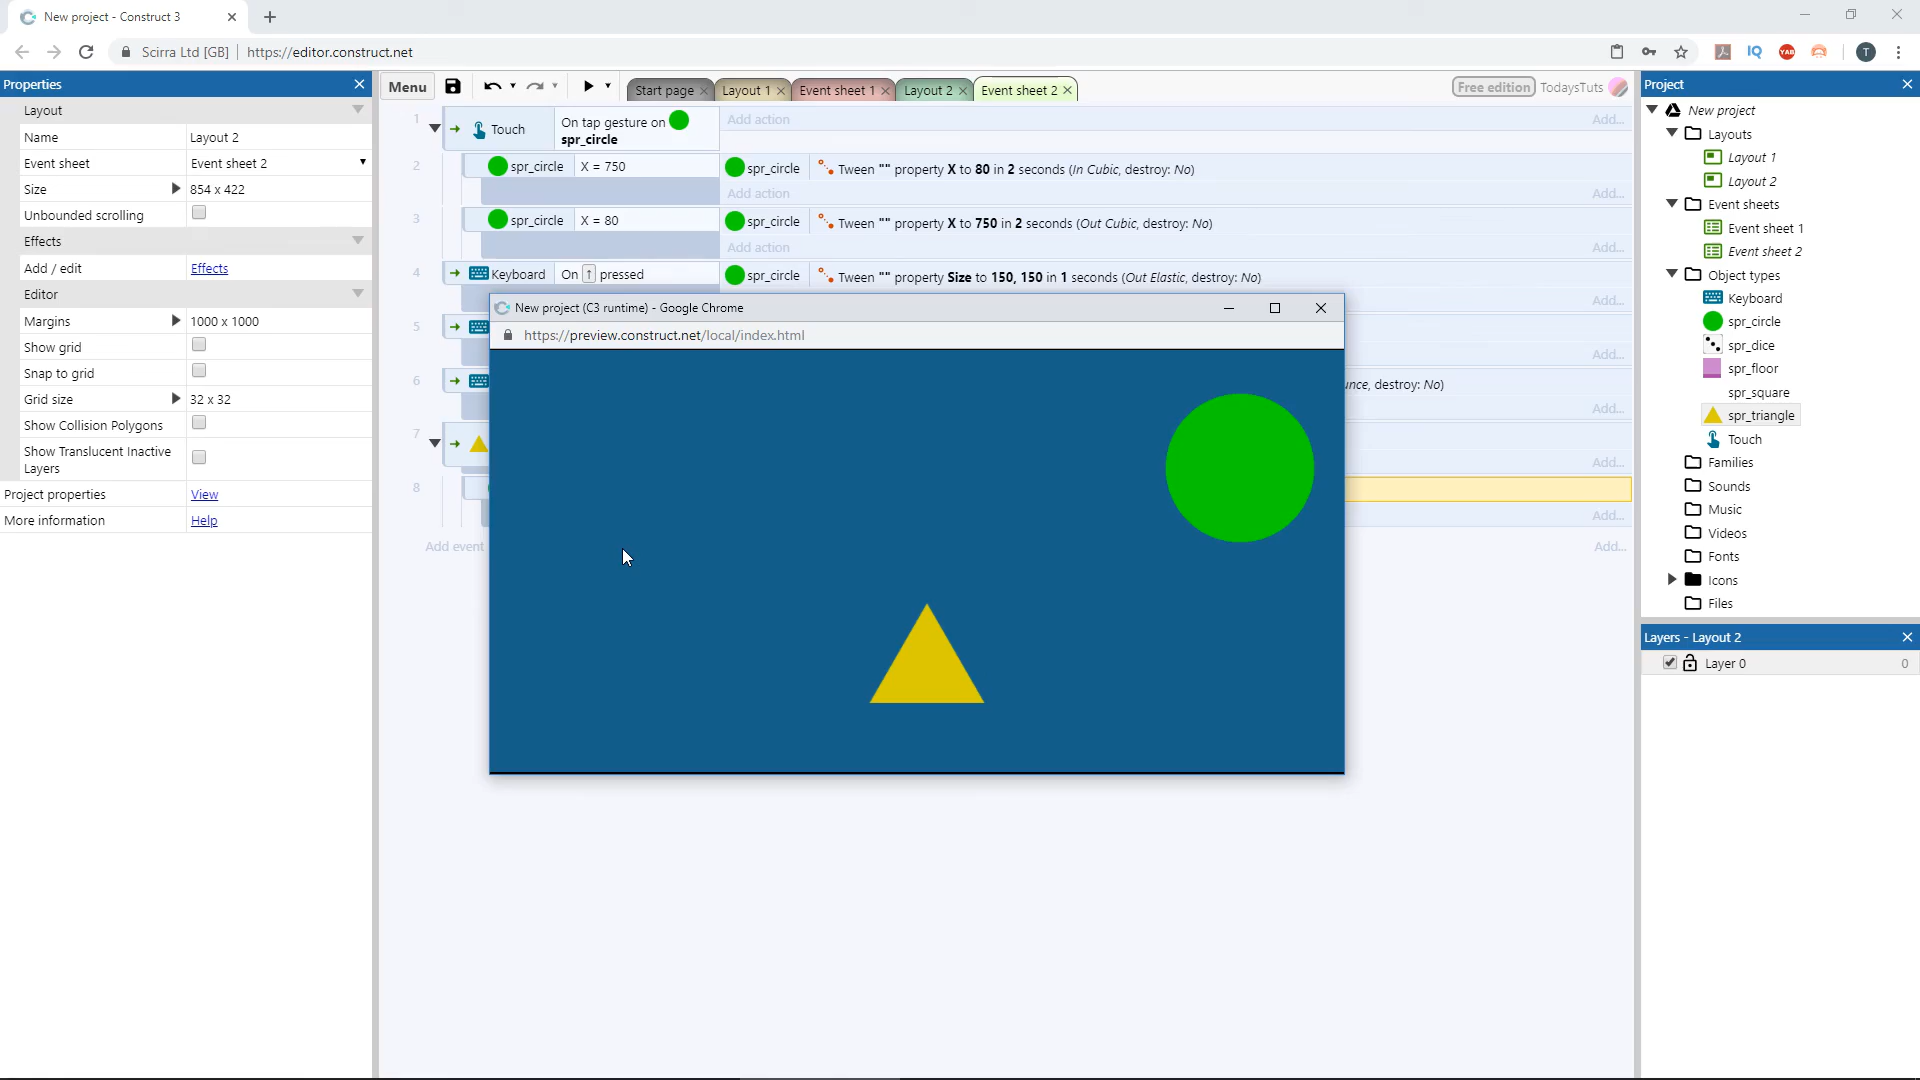 New project - Construct 3
Scirra Ltd [GB] https://editor.construct.net
IQ YAB T
Properties
Menu
Start page
Layout 1
Event sheet 1
Layout 2
Event sheet 2
Free edition
TodaysTuts
Project
Layout
Name Layout 2
Event sheet Event sheet 2
Size 854 x 422
Unbounded scrolling
Effects
Add / edit Effects
Editor
Margins 1000 x 1000
Show grid
Snap to grid
Grid size 32 x 32
Show Collision Polygons
Show Translucent Inactive
Layers
Project properties View
More information Help
1 Touch On tap gesture on
spr_circle
Add action Add...
2 spr_circle X = 750 spr_circle Tween "" property X to 80 in 2 seconds (In Cubic, destroy: No)
Add action Add...
3 spr_circle X = 80 spr_circle Tween "" property X to 750 in 2 seconds (Out Cubic, destroy: No)
Add action Add...
4 Keyboard On ↑ pressed spr_circle Tween "" property Size to 150, 150 in 1 seconds (Out Elastic, destroy: No)
Add...
5
Add...
6 unce, destroy: No)
Add...
7
Add...
8
Add...
Add event Add...
New project (C3 runtime) - Google Chrome
https://preview.construct.net/local/index.html
New project
Layouts
Layout 1
Layout 2
Event sheets
Event sheet 1
Event sheet 2
Object types
Keyboard
spr_circle
spr_dice
spr_floor
spr_square
spr_triangle
Touch
Families
Sounds
Music
Videos
Fonts
Icons
Files
Layers - Layout 2
Layer 0 0